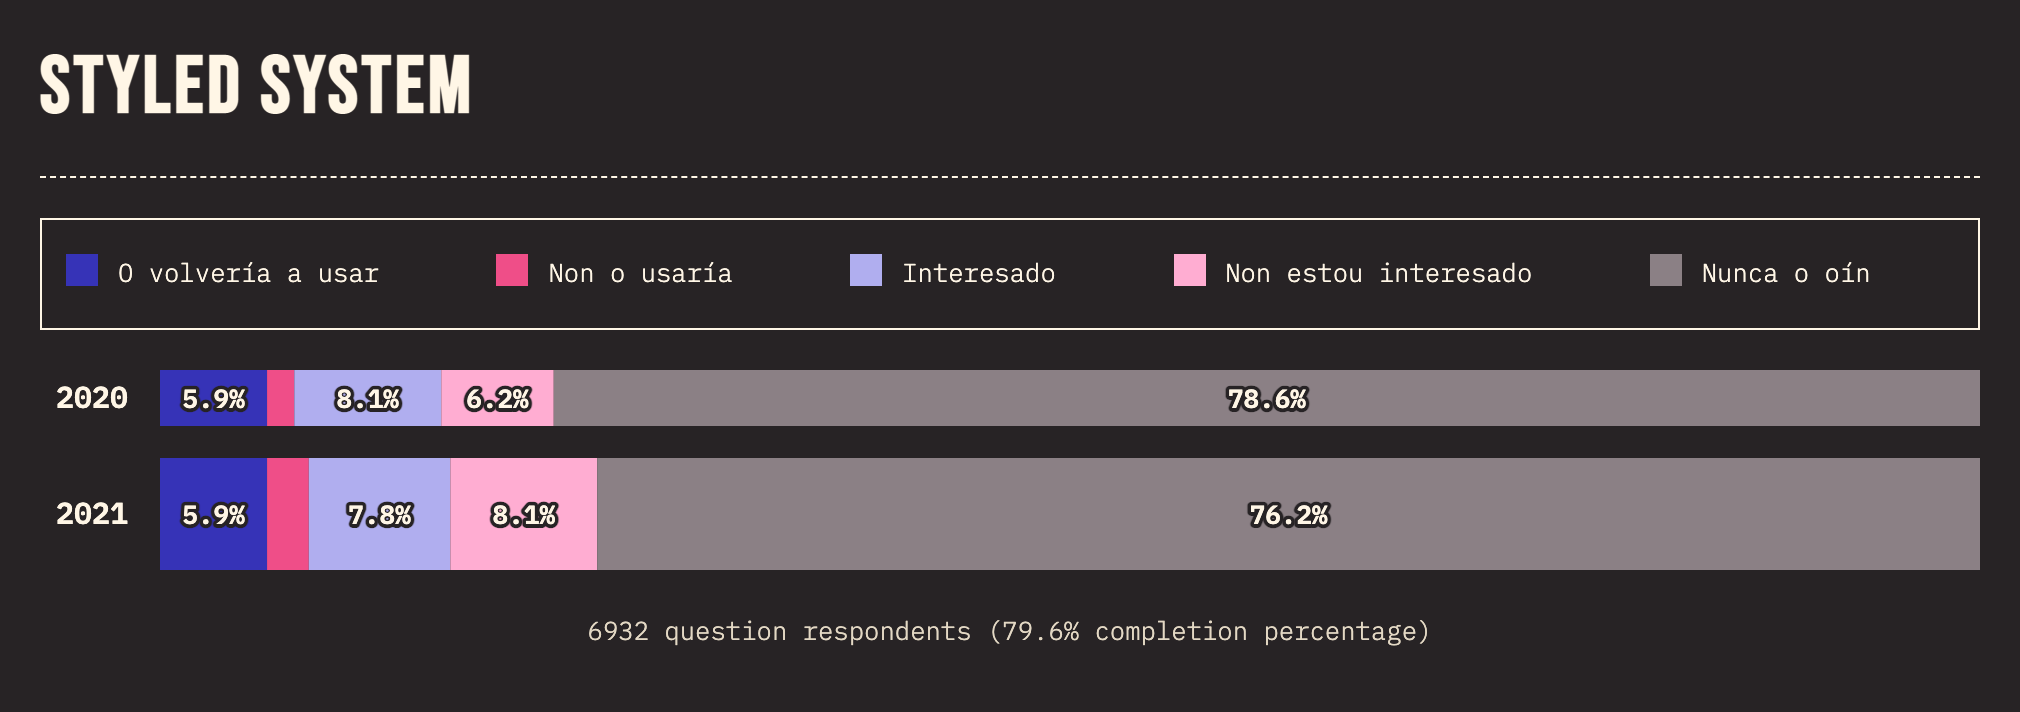 STYLED SYSTEM
O volvería a usar
Non o usaría
Interesado
Non estou interesado
Nunca o oín
2020 5.9% 8.1% 6.2% 78.6%
2021 5.9% 7.8% 8.1% 76.2%
6932 question respondents (79.6% completion percentage)